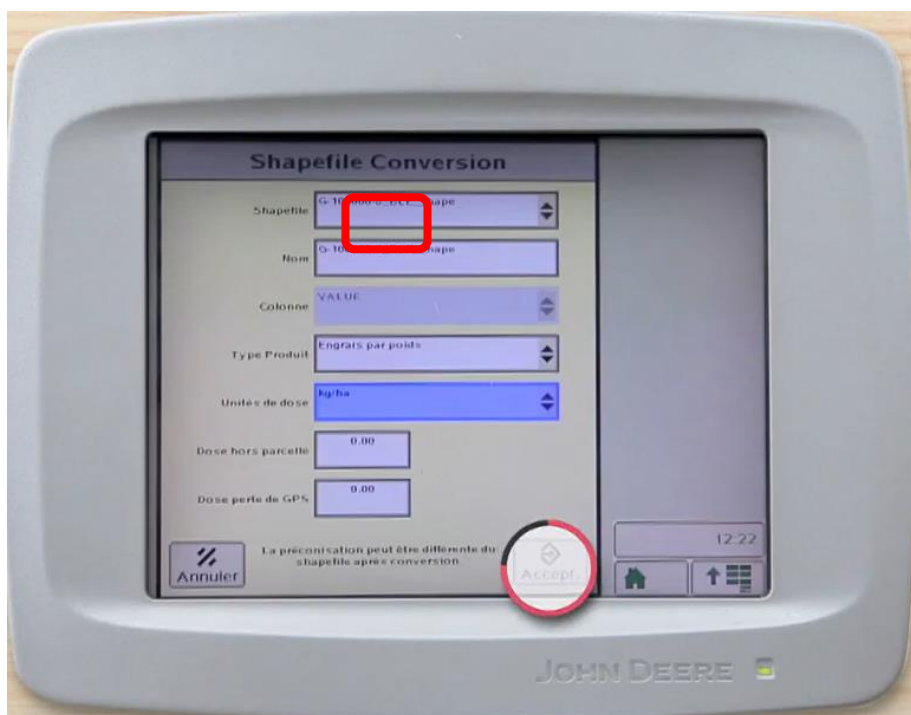 Shapefile Conversion
Shapefile
Nom
Colonne VALUE
Type Produit Engrais par poids
Unités de dose kg/ha
Dose hors parcelle 0.00
Dose perte de GPS 0.00
La préconisation peut être différente du
shapefile après conversion
Annuler
Accept.
12:22
JOHN DEERE